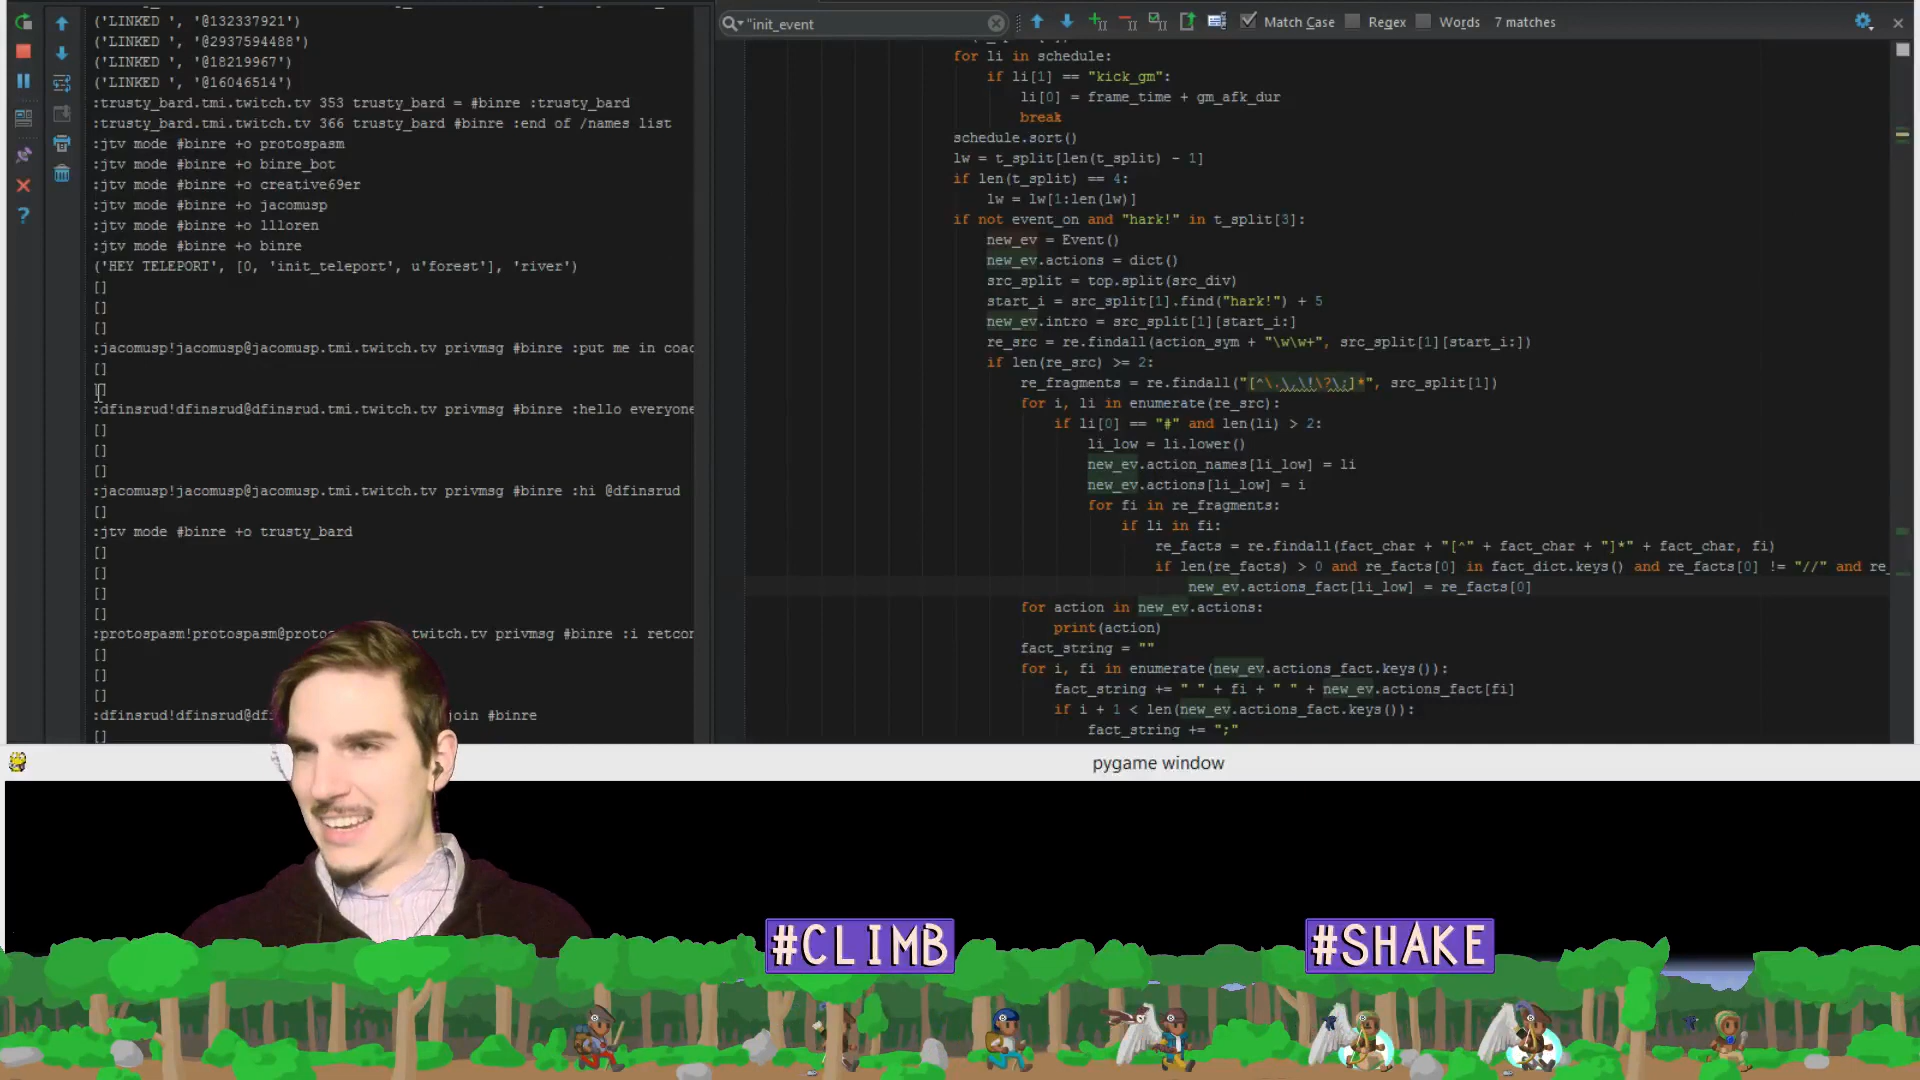 ('LINKED ', '@132337921')
('LINKED ', '@2937594488')
('LINKED ', '@18219967')
('LINKED ', '@16046514')
:trusty_bard.tmi.twitch.tv 353 trusty_bard = #binre :trusty_bard
:trusty_bard.tmi.twitch.tv 366 trusty_bard #binre :end of /names list
:jtv mode #binre +o protospasm
:jtv mode #binre +o binre_bot
:jtv mode #binre +o creative69er
:jtv mode #binre +o jacomusp
:jtv mode #binre +o llloren
:jtv mode #binre +o binre
('HEY TELEPORT', [0, 'init_teleport', u'forest'], 'river')
[]
[]
[]
:jacomusp!jacomusp@jacomusp.tmi.twitch.tv privmsg #binre :put me in coac
[]
[]
:dfinsrud!dfinsrud@dfinsrud.tmi.twitch.tv privmsg #binre :hello everyone
[]
[]
[]
:jacomusp!jacomusp@jacomusp.tmi.twitch.tv privmsg #binre :hi @dfinsrud
[]
:jtv mode #binre +o trusty_bard
[]
[]
[]
[]
:protospasm!protospasm@protos twitch.tv privmsg #binre :i retcon
[]
[]
[]
:dfinsrud!dfinsrud@dfi join #binre
[]
"init_event
Match Case
Regex
Words
7 matches
for li in schedule:
if li[1] == "kick_gm":
li[0] = frame_time + gm_afk_dur
break
schedule.sort()
lw = t_split[len(t_split) - 1]
if len(t_split) == 4:
lw = lw[1:len(lw)]
if not event_on and "hark!" in t_split[3]:
new_ev = Event()
new_ev.actions = dict()
src_split = top.split(src_div)
start_i = src_split[1].find("hark!") + 5
new_ev.intro = src_split[1][start_i:]
re_src = re.findall(action_sym + "\w\w+", src_split[1][start_i:])
if len(re_src) >= 2:
re_fragments = re.findall("[^\.\,\!\?\;]*", src_split[1])
for i, li in enumerate(re_src):
if li[0] == "#" and len(li) > 2:
li_low = li.lower()
new_ev.action_names[li_low] = li
new_ev.actions[li_low] = i
for fi in re_fragments:
if li in fi:
re_facts = re.findall(fact_char + "[^" + fact_char + "]*" + fact_char, fi)
if len(re_facts) > 0 and re_facts[0] in fact_dict.keys() and re_facts[0] != "//" and re_
new_ev.actions_fact[li_low] = re_facts[0]
for action in new_ev.actions:
print(action)
fact_string = ""
for i, fi in enumerate(new_ev.actions_fact.keys()):
fact_string += " " + fi + " " + new_ev.actions_fact[fi]
if i + 1 < len(new_ev.actions_fact.keys()):
fact_string += ";"
pygame window
#CLIMB
#SHAKE